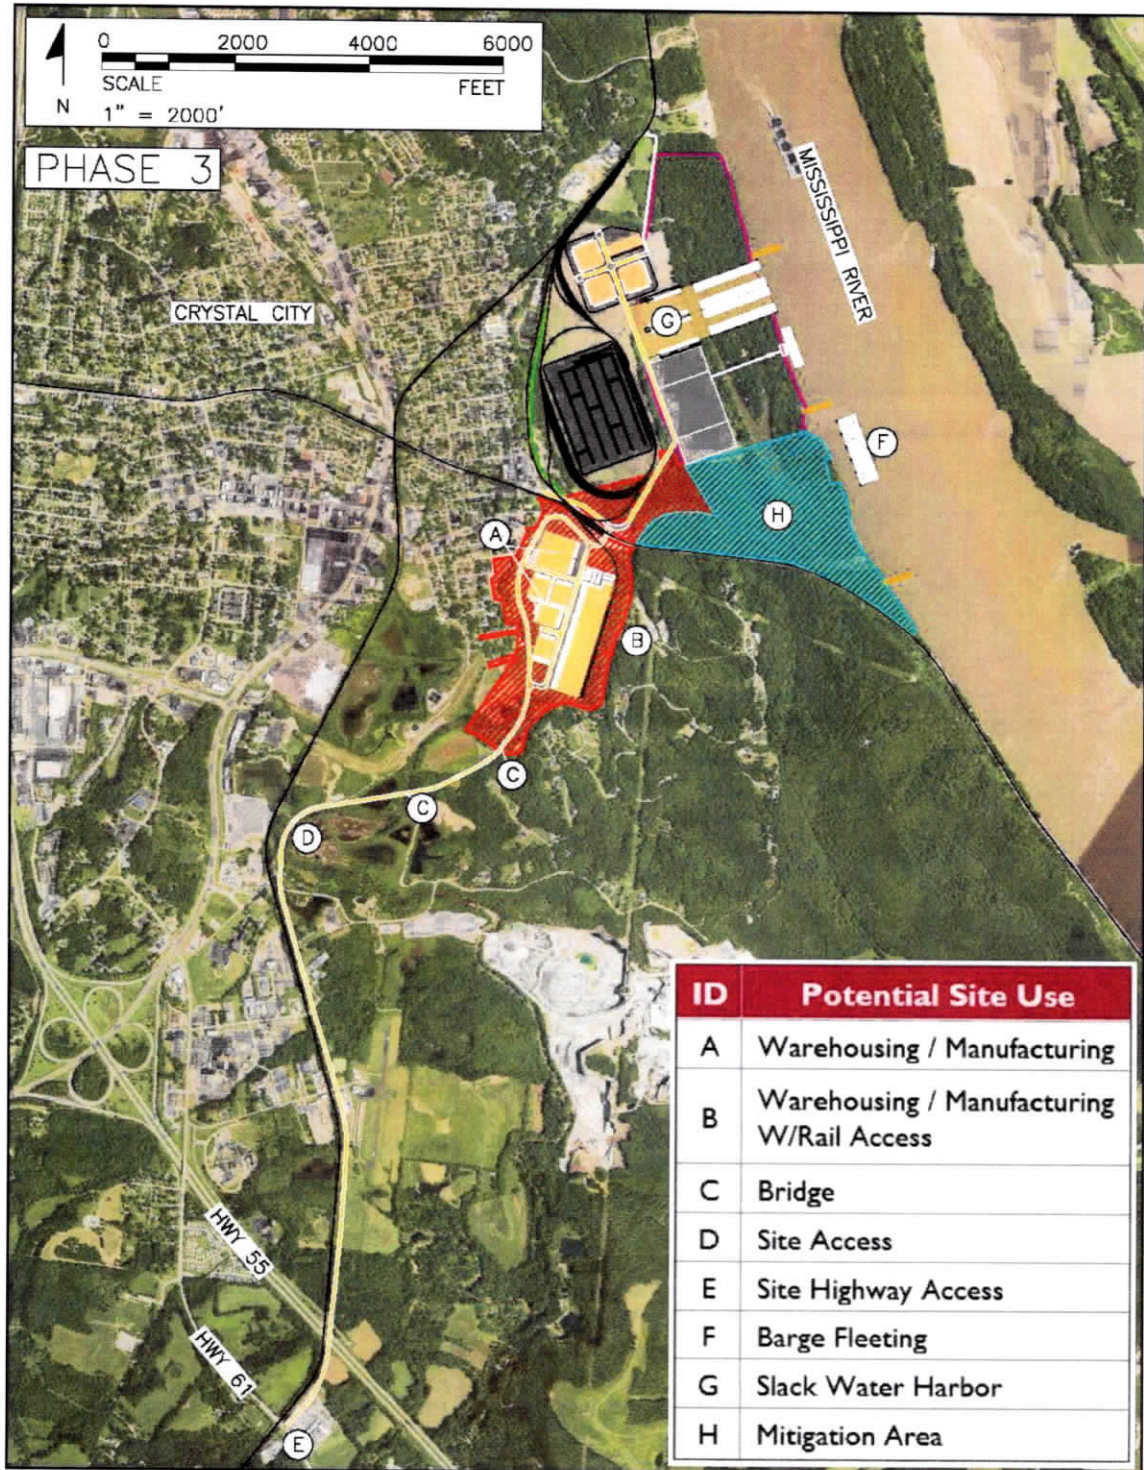 0 2000 4000 6000
SCALE FEET
N
1" = 2000'
PHASE 3
MISSISSIPPI RIVER
CRYSTAL CITY
G
F
H
A
B
C
C
D
HWY 55
HWY 61
E
ID Potential Site Use
A Warehousing / Manufacturing
B Warehousing / Manufacturing
W/Rail Access
C Bridge
D Site Access
E Site Highway Access
F Barge Fleeting
G Slack Water Harbor
H Mitigation Area